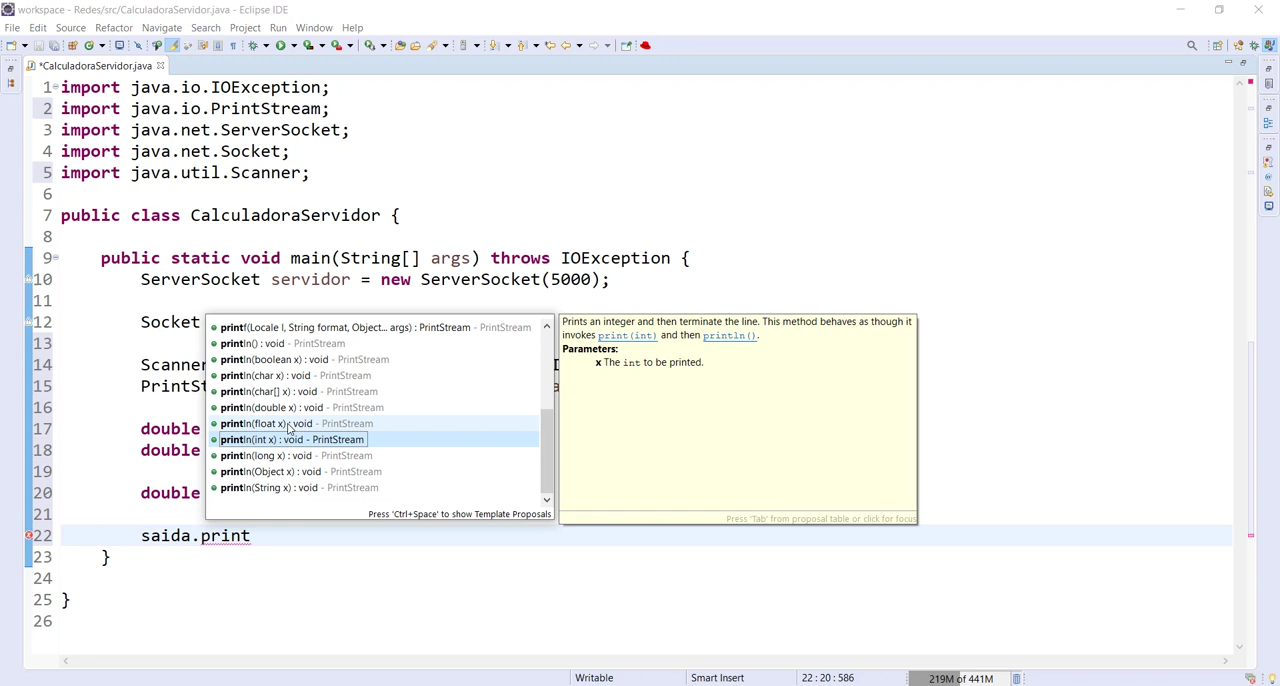 workspace - Redes/src/CalculadoraServidor.java - Eclipse IDE
File Edit Source Refactor Navigate Search Project Run Window Help
*CalculadoraServidor.java
1 import java.io.IOException;
2 import java.io.PrintStream;
3 import java.net.ServerSocket;
4 import java.net.Socket;
5 import java.util.Scanner;
6
7 public class CalculadoraServidor {
8
9 public static void main(String[] args) throws IOException {
10 ServerSocket servidor = new ServerSocket(5000);
11
12 Socket
13
14 Scanner
15 PrintSt
16
17 double
18 double
19
20 double
21
22 saida.print
23 }
24
25 }
26
printf(Locale l, String format, Object... args) : PrintStream - PrintStream
println() : void - PrintStream
println(boolean x) : void - PrintStream
println(char x) : void - PrintStream
println(char[] x) : void - PrintStream
println(double x) : void - PrintStream
println(float x) : void - PrintStream
println(int x) : void - PrintStream
println(long x) : void - PrintStream
println(Object x) : void - PrintStream
println(String x) : void - PrintStream
Press 'Ctrl+Space' to show Template Proposals
Prints an integer and then terminate the line. This method behaves as though it
invokes print(int) and then println().
Parameters:
x The int to be printed.
Press 'Tab' from proposal table or click for focus
Writable Smart Insert 22 : 20 : 586 219M of 441M